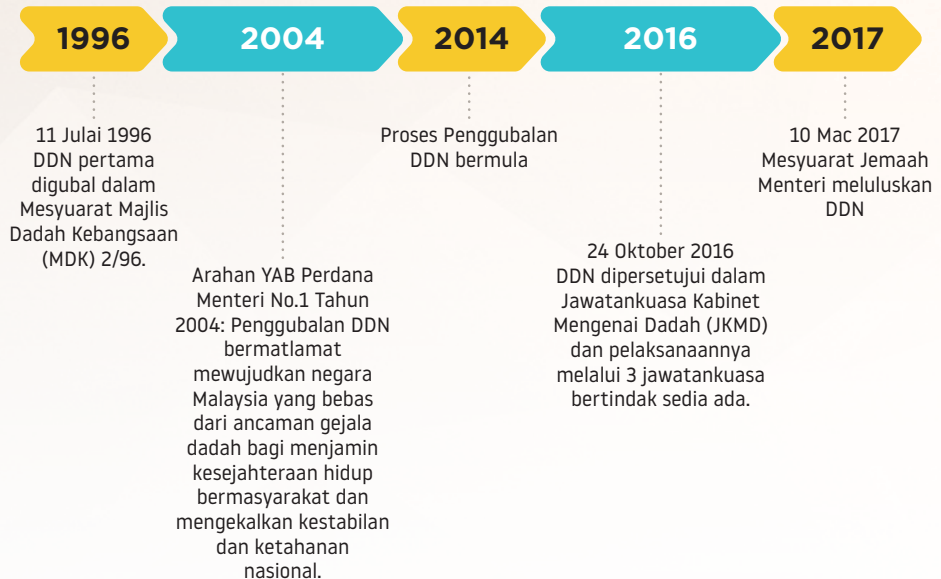 1996
2004
2014
2016
2017
11 Julai 1996
DDN pertama
digubal dalam
Mesyuarat Majlis
Dadah Kebangsaan
(MDK) 2/96.
Arahan YAB Perdana
Menteri No.1 Tahun
2004: Penggubalan DDN
bermatlamat
mewujudkan negara
Malaysia yang bebas
dari ancaman gejala
dadah bagi menjamin
kesejahteraan hidup
bermasyarakat dan
mengekalkan kestabilan
dan ketahanan
nasional.
Proses Penggubalan
DDN bermula
24 Oktober 2016
DDN dipersetujui dalam
Jawatankuasa Kabinet
Mengenai Dadah (JKMD)
dan pelaksanaannya
melalui 3 jawatankuasa
bertindak sedia ada.
10 Mac 2017
Mesyuarat Jemaah
Menteri meluluskan
DDN